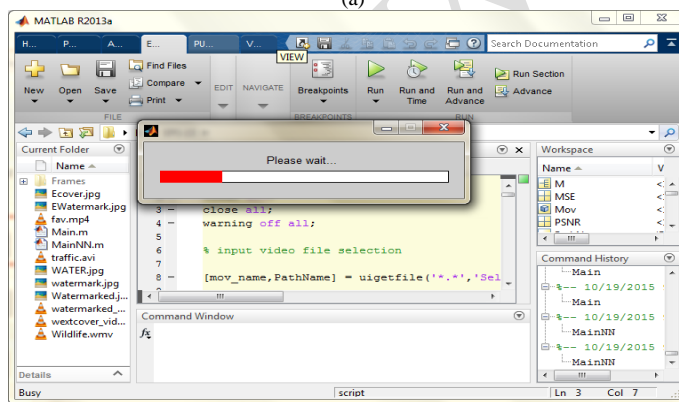 (a)
MATLAB R2013a
H... P... A... E... PU... V... Search Documentation
VIEW
New Open Save Find Files Compare Print
FILE
EDIT NAVIGATE Breakpoints
BREAKPOINTS
Run Run and Time Run and Advance Run Section Advance
RUN
Current Folder
Name
Frames
Ecover.jpg
EWatermark.jpg
fav.mp4
Main.m
MainNN.m
traffic.avi
WATER.jpg
watermark.jpg
Watermarked.j...
watermarked_...
wextcover_vid...
Wildlife.wmv
Details
Please wait...
3 - close all;
4 - warning off all;
5
6 % input video file selection
7
8 - [mov_name,PathName] = uigetfile('*.*','Sel
Command Window
fx
Workspace
Name V
M <
MSE <
Mov <
PSNR <
Command History
Main
%-- 10/19/2015
Main
%-- 10/19/2015
MainNN
%-- 10/19/2015
MainNN
Busy script Ln 3 Col 7